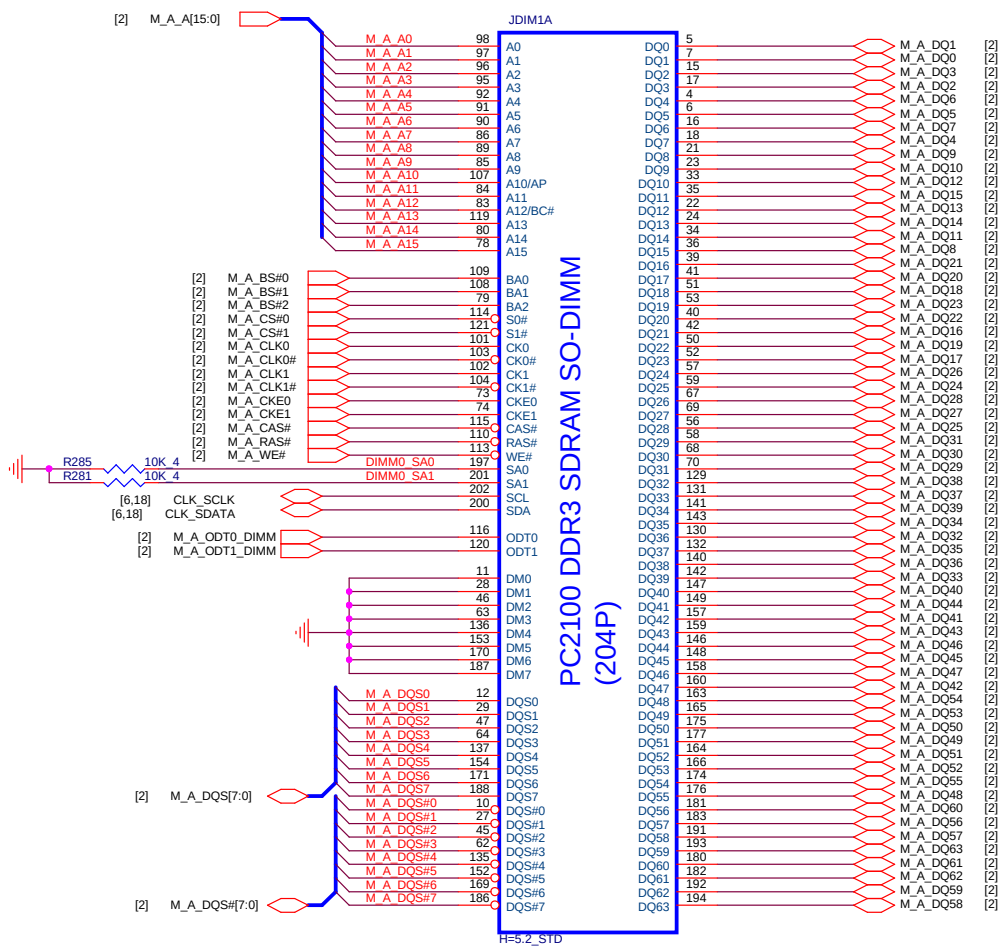 [2] M_A_A[15:0] JDIM1A
M_A_A0 98 A0 DQ0 5 M_A_DQ1 [2]
M_A_A1 97 A1 DQ1 7 M_A_DQ0 [2]
M_A_A2 96 A2 DQ2 15 M_A_DQ3 [2]
M_A_A3 95 A3 DQ3 17 M_A_DQ2 [2]
M_A_A4 92 A4 DQ4 4 M_A_DQ6 [2]
M_A_A5 91 A5 DQ5 6 M_A_DQ5 [2]
M_A_A6 90 A6 DQ6 16 M_A_DQ7 [2]
M_A_A7 86 A7 DQ7 18 M_A_DQ4 [2]
M_A_A8 89 A8 DQ8 21 M_A_DQ9 [2]
M_A_A9 85 A9 DQ9 23 M_A_DQ10 [2]
M_A_A10 107 A10/AP DQ10 33 M_A_DQ12 [2]
M_A_A11 84 A11 DQ11 35 M_A_DQ15 [2]
M_A_A12 83 A12/BC# DQ12 22 M_A_DQ13 [2]
M_A_A13 119 A13 DQ13 24 M_A_DQ14 [2]
M_A_A14 80 A14 DQ14 34 M_A_DQ11 [2]
M_A_A15 78 A15 DQ15 36 M_A_DQ8 [2]
DQ16 39 M_A_DQ21 [2]
[2] M_A_BS#0 109 BA0 DQ17 41 M_A_DQ20 [2]
[2] M_A_BS#1 108 BA1 DQ18 51 M_A_DQ18 [2]
[2] M_A_BS#2 79 BA2 DQ19 53 M_A_DQ23 [2]
[2] M_A_CS#0 114 S0# DQ20 40 M_A_DQ22 [2]
[2] M_A_CS#1 121 S1# DQ21 42 M_A_DQ16 [2]
[2] M_A_CLK0 101 CK0 DQ22 50 M_A_DQ19 [2]
[2] M_A_CLK0# 103 CK0# DQ23 52 M_A_DQ17 [2]
[2] M_A_CLK1 102 CK1 DQ24 57 M_A_DQ26 [2]
[2] M_A_CLK1# 104 CK1# DQ25 59 M_A_DQ24 [2]
[2] M_A_CKE0 73 CKE0 DQ26 67 M_A_DQ28 [2]
[2] M_A_CKE1 74 CKE1 DQ27 69 M_A_DQ27 [2]
[2] M_A_CAS# 115 CAS# DQ28 56 M_A_DQ25 [2]
[2] M_A_RAS# 110 RAS# DQ29 58 M_A_DQ31 [2]
[2] M_A_WE# 113 WE# DQ30 68 M_A_DQ30 [2]
R285 10K_4 DIMM0_SA0 197 SA0 DQ31 70 M_A_DQ29 [2]
R281 10K_4 DIMM0_SA1 201 SA1 DQ32 129 M_A_DQ38 [2]
[6,18] CLK_SCLK 202 SCL DQ33 131 M_A_DQ37 [2]
[6,18] CLK_SDATA 200 SDA DQ34 141 M_A_DQ39 [2]
DQ35 143 M_A_DQ34 [2]
[2] M_A_ODT0_DIMM 116 ODT0 DQ36 130 M_A_DQ32 [2]
[2] M_A_ODT1_DIMM 120 ODT1 DQ37 132 M_A_DQ35 [2]
DQ38 140 M_A_DQ36 [2]
11 DM0 DQ39 142 M_A_DQ33 [2]
28 DM1 DQ40 147 M_A_DQ40 [2]
46 DM2 DQ41 149 M_A_DQ44 [2]
63 DM3 DQ42 157 M_A_DQ41 [2]
136 DM4 DQ43 159 M_A_DQ43 [2]
153 DM5 DQ44 146 M_A_DQ46 [2]
170 DM6 DQ45 148 M_A_DQ45 [2]
187 DM7 DQ46 158 M_A_DQ47 [2]
DQ47 160 M_A_DQ42 [2]
M_A_DQS0 12 DQS0 DQ48 163 M_A_DQ54 [2]
M_A_DQS1 29 DQS1 DQ49 165 M_A_DQ53 [2]
M_A_DQS2 47 DQS2 DQ50 175 M_A_DQ50 [2]
M_A_DQS3 64 DQS3 DQ51 177 M_A_DQ49 [2]
M_A_DQS4 137 DQS4 DQ52 164 M_A_DQ51 [2]
M_A_DQS5 154 DQS5 DQ53 166 M_A_DQ52 [2]
M_A_DQS6 171 DQS6 DQ54 174 M_A_DQ55 [2]
[2] M_A_DQS[7:0] M_A_DQS7 188 DQS7 DQ55 176 M_A_DQ48 [2]
M_A_DQS#0 10 DQS#0 DQ56 181 M_A_DQ60 [2]
M_A_DQS#1 27 DQS#1 DQ57 183 M_A_DQ56 [2]
M_A_DQS#2 45 DQS#2 DQ58 191 M_A_DQ57 [2]
M_A_DQS#3 62 DQS#3 DQ59 193 M_A_DQ63 [2]
M_A_DQS#4 135 DQS#4 DQ60 180 M_A_DQ61 [2]
M_A_DQS#5 152 DQS#5 DQ61 182 M_A_DQ62 [2]
M_A_DQS#6 169 DQS#6 DQ62 192 M_A_DQ59 [2]
[2] M_A_DQS#[7:0] M_A_DQS#7 186 DQS#7 DQ63 194 M_A_DQ58 [2]
PC2100 DDR3 SDRAM SO-DIMM
(204P)
H=5.2_STD